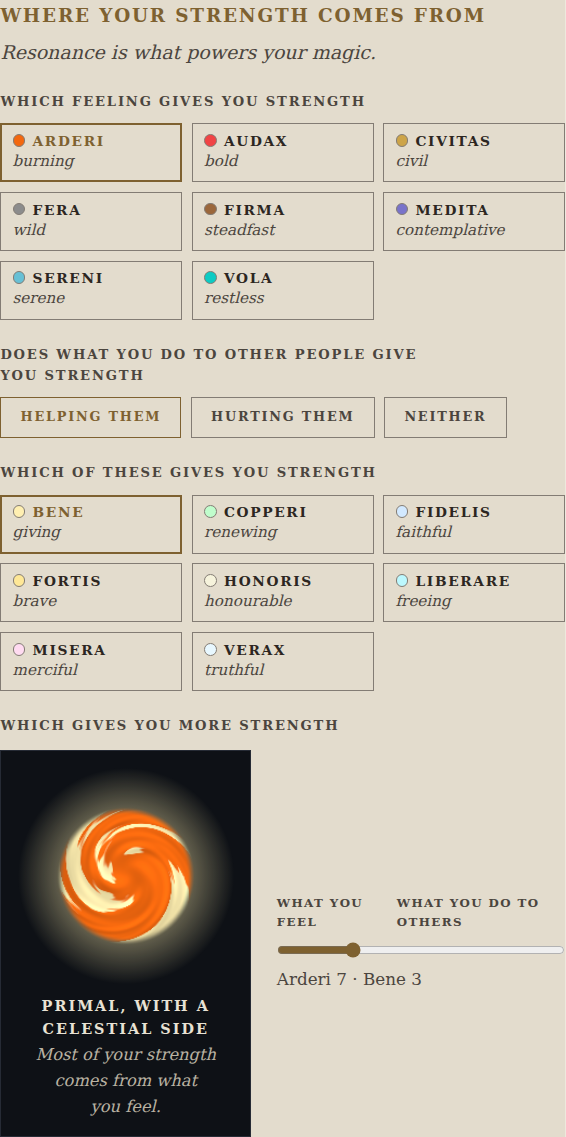 WHERE YOUR STRENGTH COMES FROM
Resonance is what powers your magic.
WHICH FEELING GIVES YOU STRENGTH
ARDERI
burning
AUDAX
bold
CIVITAS
civil
FERA
wild
FIRMA
steadfast
MEDITA
contemplative
SERENI
serene
VOLA
restless
DOES WHAT YOU DO TO OTHER PEOPLE GIVE
YOU STRENGTH
HELPING THEM
HURTING THEM
NEITHER
WHICH OF THESE GIVES YOU STRENGTH
BENE
giving
COPPERI
renewing
FIDELIS
faithful
FORTIS
brave
HONORIS
honourable
LIBERARE
freeing
MISERA
merciful
VERAX
truthful
WHICH GIVES YOU MORE STRENGTH
PRIMAL, WITH A
CELESTIAL SIDE
Most of your strength
comes from what
you feel.
WHAT YOU
FEEL
WHAT YOU DO TO
OTHERS
Arderi 7 · Bene 3